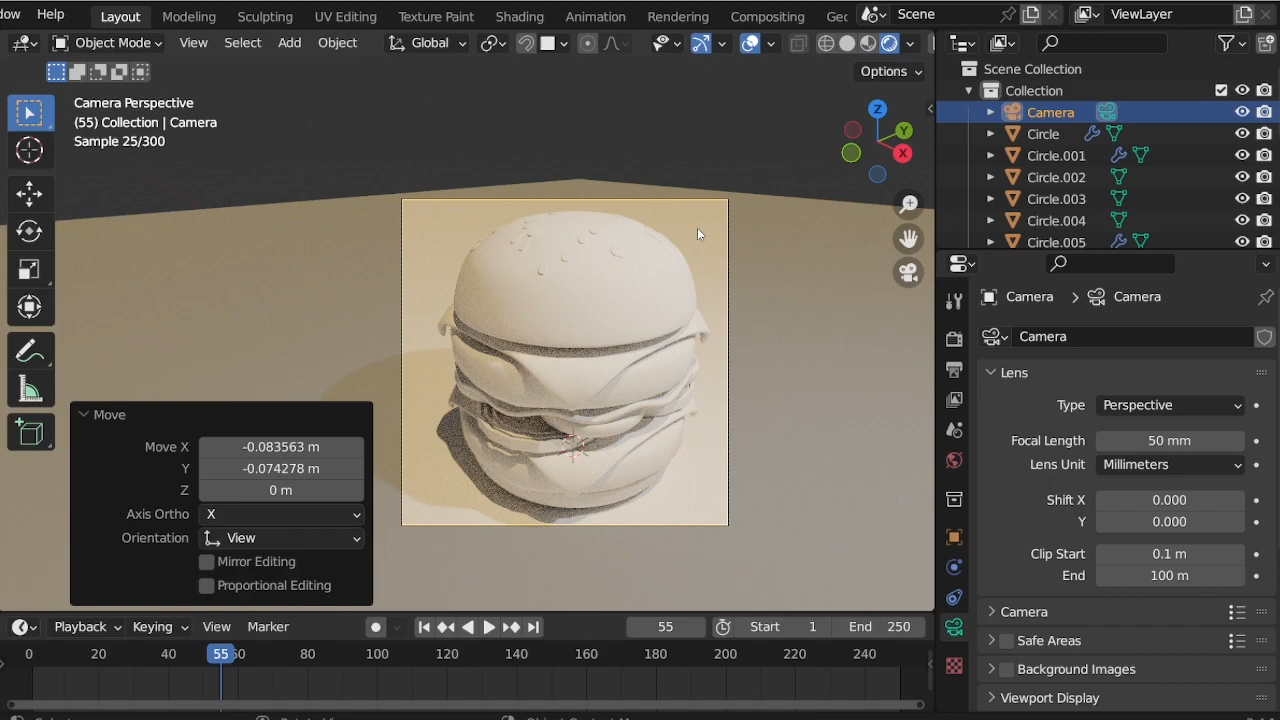 dow Help
Layout Modeling Sculpting UV Editing Texture Paint Shading Animation Rendering Compositing Geo
Scene
ViewLayer
Object Mode View Select Add Object Global
Options
Camera Perspective
(55) Collection | Camera
Sample 25/300
Z
Y
X
Scene Collection
Collection
Camera
Circle
Circle.001
Circle.002
Circle.003
Circle.004
Circle.005
Camera Camera
Camera
Lens
Type Perspective
Focal Length 50 mm
Lens Unit Millimeters
Shift X 0.000
Y 0.000
Clip Start 0.1 m
End 100 m
Camera
Safe Areas
Background Images
Viewport Display
Move
Move X -0.083563 m
Y -0.074278 m
Z 0 m
Axis Ortho X
Orientation View
Mirror Editing
Proportional Editing
Playback Keying View Marker
55 Start 1 End 250
0 20 40 55 60 80 100 120 140 160 180 200 220 240